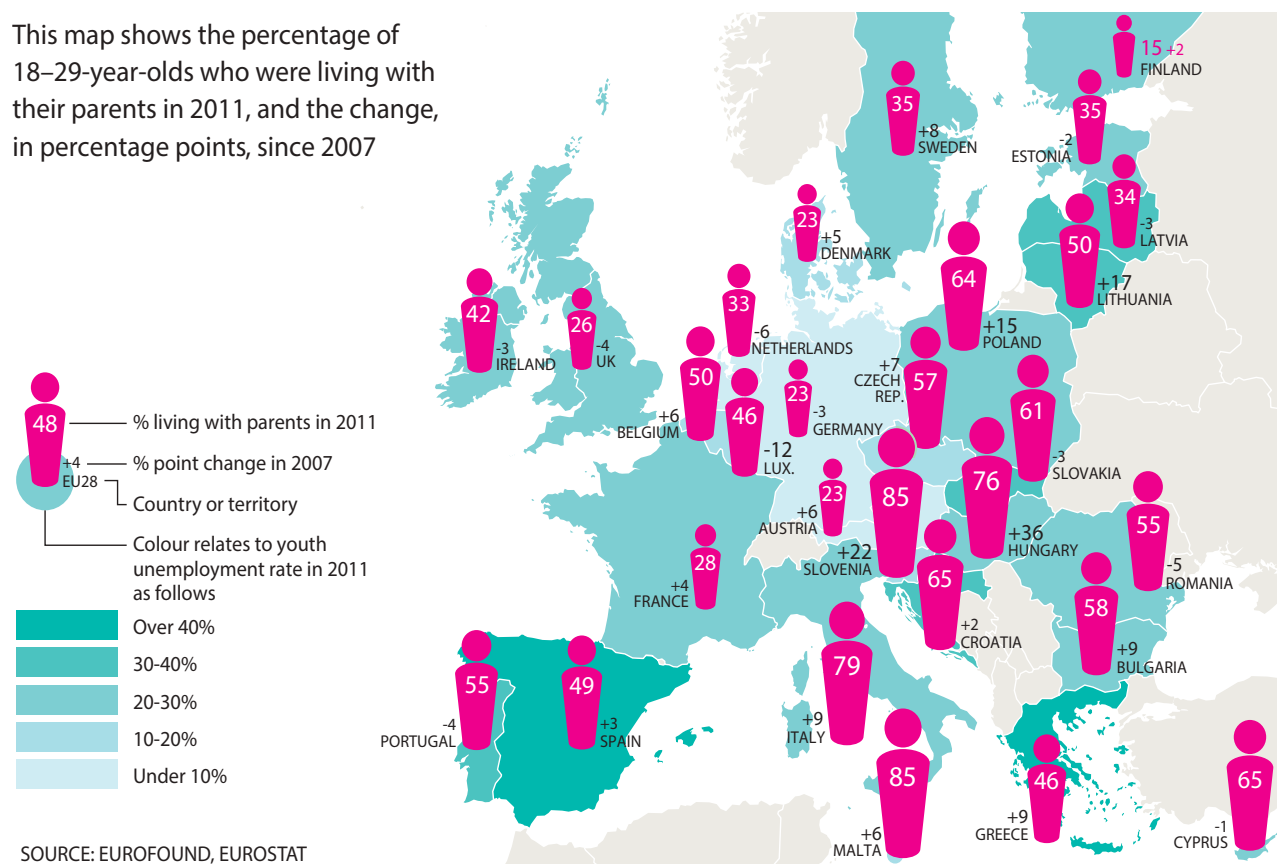 This map shows the percentage of
18–29-year-olds who were living with
their parents in 2011, and the change,
in percentage points, since 2007
15 +2
FINLAND
35
+8
SWEDEN
35
-2
ESTONIA
34
-3
LATVIA
50
+17
LITHUANIA
23
+5
DENMARK
64
+15
POLAND
42
-3
IRELAND
26
-4
UK
33
-6
NETHERLANDS
50
+6
BELGIUM
46
-12
LUX.
23
-3
GERMANY
+7
CZECH
REP.
57
61
-3
SLOVAKIA
23
+6
AUSTRIA
85
+22
SLOVENIA
76
+36
HUNGARY
55
-5
ROMANIA
28
+4
FRANCE
65
+2
CROATIA
58
+9
BULGARIA
55
-4
PORTUGAL
49
+3
SPAIN
79
+9
ITALY
85
+6
MALTA
46
+9
GREECE
65
-1
CYPRUS
48
% living with parents in 2011
+4
% point change in 2007
EU28
Country or territory
Colour relates to youth
unemployment rate in 2011
as follows
Over 40%
30-40%
20-30%
10-20%
Under 10%
SOURCE: EUROFOUND, EUROSTAT